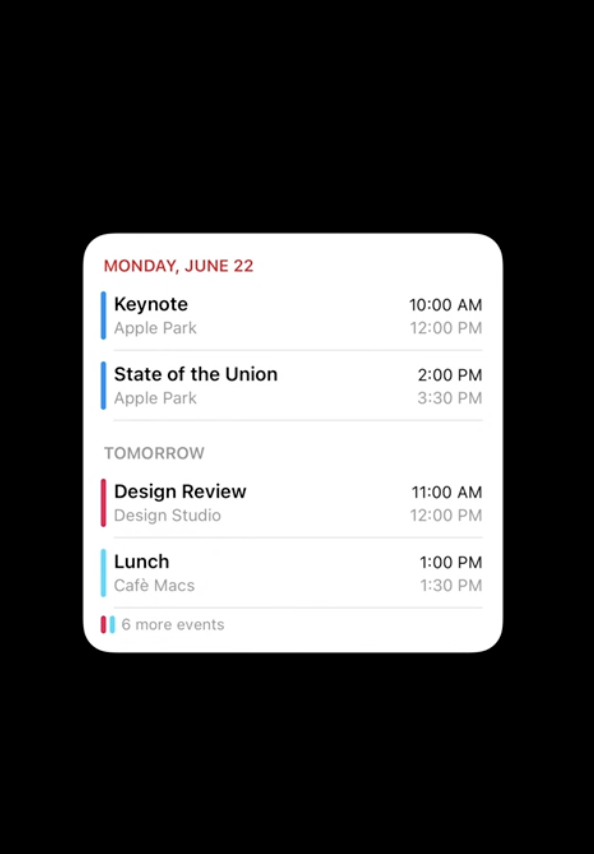 MONDAY, JUNE 22
Keynote 10:00 AM
Apple Park 12:00 PM
State of the Union 2:00 PM
Apple Park 3:30 PM
TOMORROW
Design Review 11:00 AM
Design Studio 12:00 PM
Lunch 1:00 PM
Cafè Macs 1:30 PM
6 more events